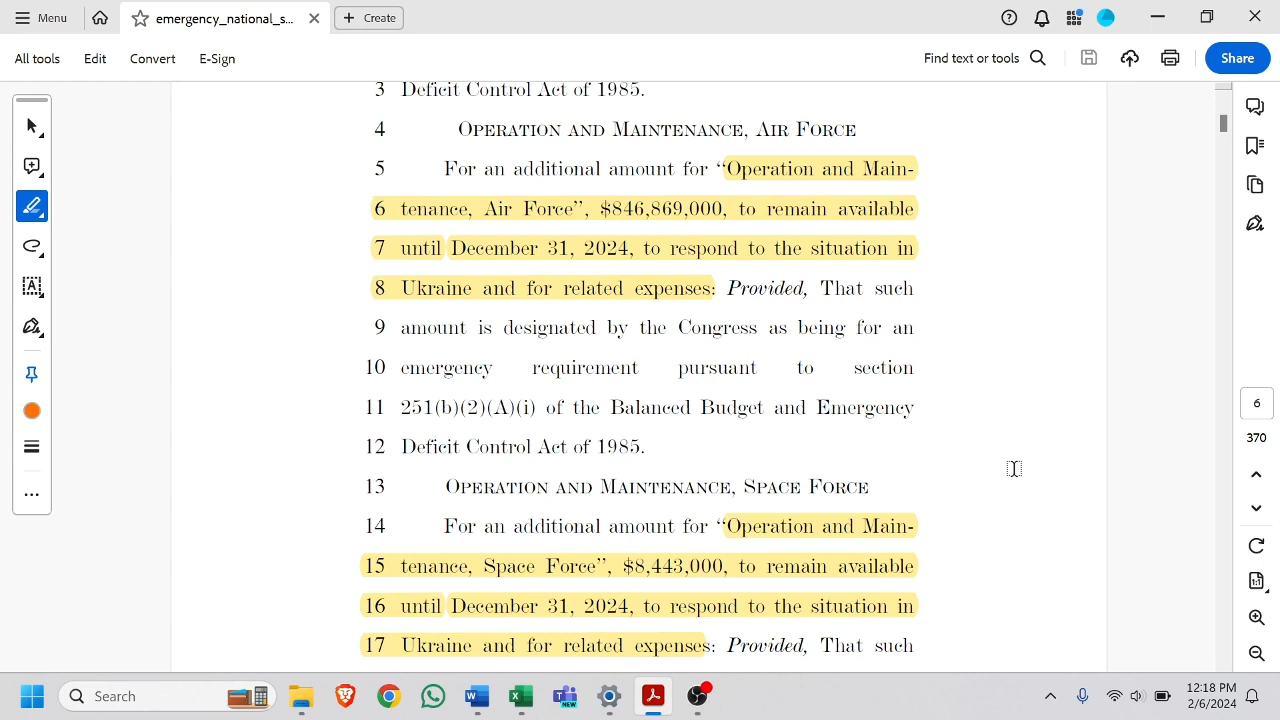 Menu
emergency_national_s...
Create
All tools
Edit
Convert
E-Sign
Find text or tools
Share
3 Deficit Control Act of 1985.
4 OPERATION AND MAINTENANCE, AIR FORCE
5 For an additional amount for ‘‘Operation and Main-
6 tenance, Air Force’’, $846,869,000, to remain available
7 until December 31, 2024, to respond to the situation in
8 Ukraine and for related expenses: Provided, That such
9 amount is designated by the Congress as being for an
10 emergency requirement pursuant to section
11 251(b)(2)(A)(i) of the Balanced Budget and Emergency
12 Deficit Control Act of 1985.
13 OPERATION AND MAINTENANCE, SPACE FORCE
14 For an additional amount for ‘‘Operation and Main-
15 tenance, Space Force’’, $8,443,000, to remain available
16 until December 31, 2024, to respond to the situation in
17 Ukraine and for related expenses: Provided, That such
6
370
Search
NEW
12:18 PM
2/6/2024